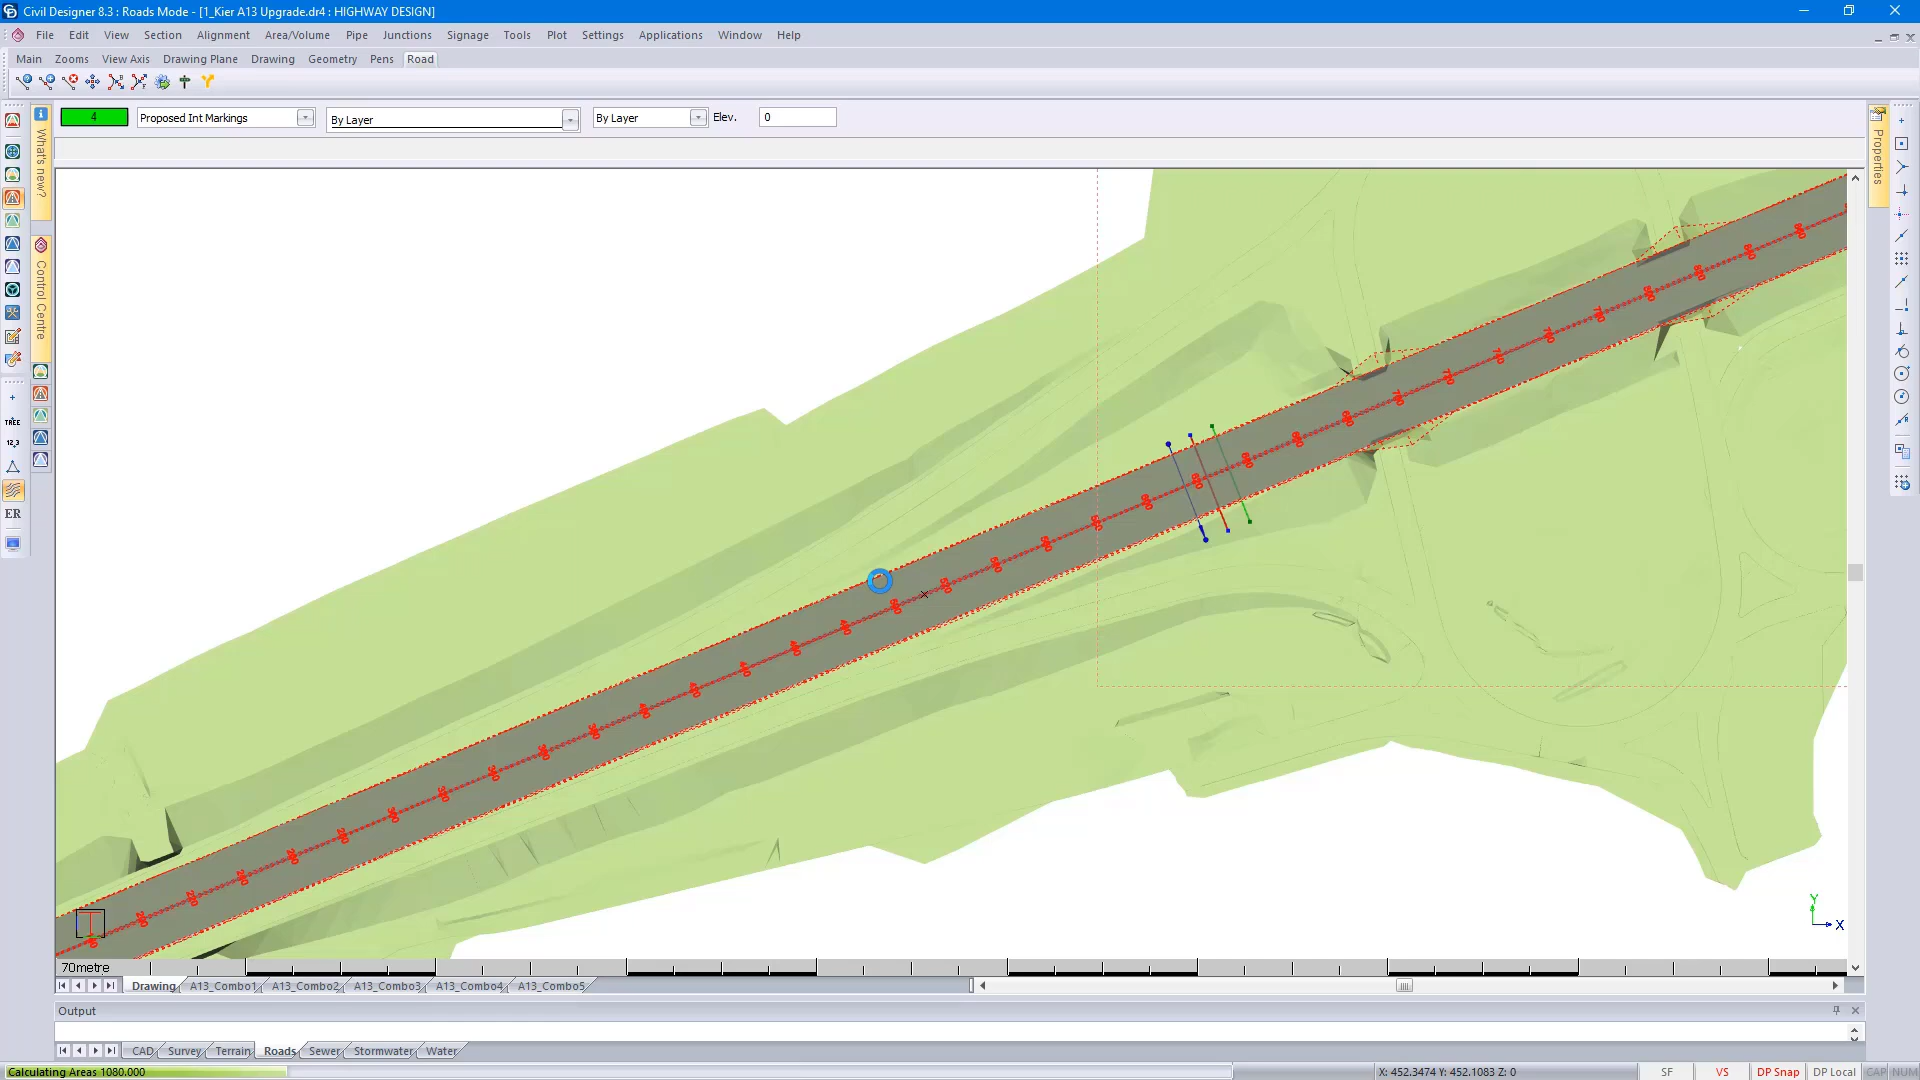 Civil Designer 8.3 : Roads Mode - [1_Kier A13 Upgrade.dr4 : HIGHWAY DESIGN]
File Edit View Section Alignment Area/Volume Pipe Junctions Signage Tools Plot Settings Applications Window Help
Main Zooms View Axis Drawing Plane Drawing Geometry Pens Road
4 Proposed Int Markings By Layer By Layer Elev. 0
What's new?
Control Centre
Properties
TREE
12.3
ER
Y
X
70metre
Drawing A13_Combo1 A13_Combo2 A13_Combo3 A13_Combo4 A13_Combo5
Output
CAD Survey Terrain Roads Sewer Stormwater Water
Calculating Areas 1080.000 X: 452.3474 Y: 452.1083 Z: 0 SF VS DP Snap DP Local CAP NUM